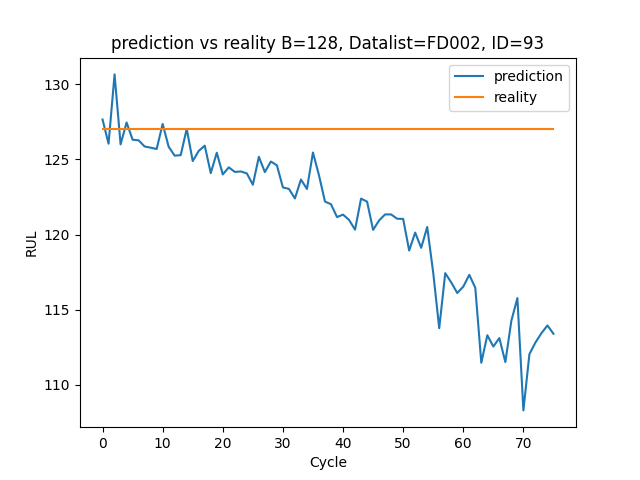 prediction vs reality B=128, Datalist=FD002, ID=93
prediction
reality
RUL
130
125
120
115
110
0 10 20 30 40 50 60 70
Cycle